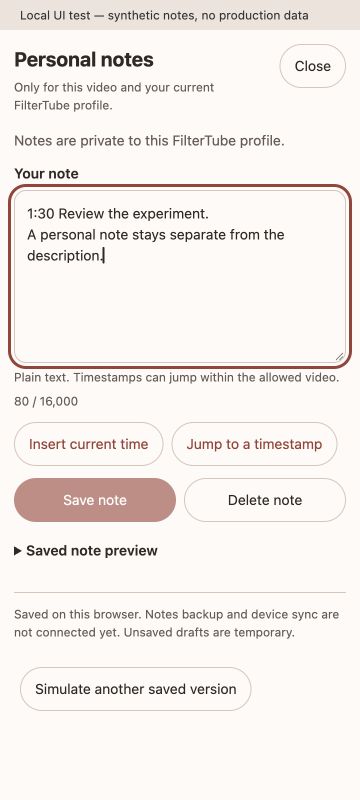 Local UI test — synthetic notes, no production data
Personal notes
Close
Only for this video and your current
FilterTube profile.
Notes are private to this FilterTube profile.
Your note
1:30 Review the experiment.
A personal note stays separate from the
description.
Plain text. Timestamps can jump within the allowed video.
80 / 16,000
Insert current time
Jump to a timestamp
Save note
Delete note
Saved note preview
Saved on this browser. Notes backup and device sync are
not connected yet. Unsaved drafts are temporary.
Simulate another saved version